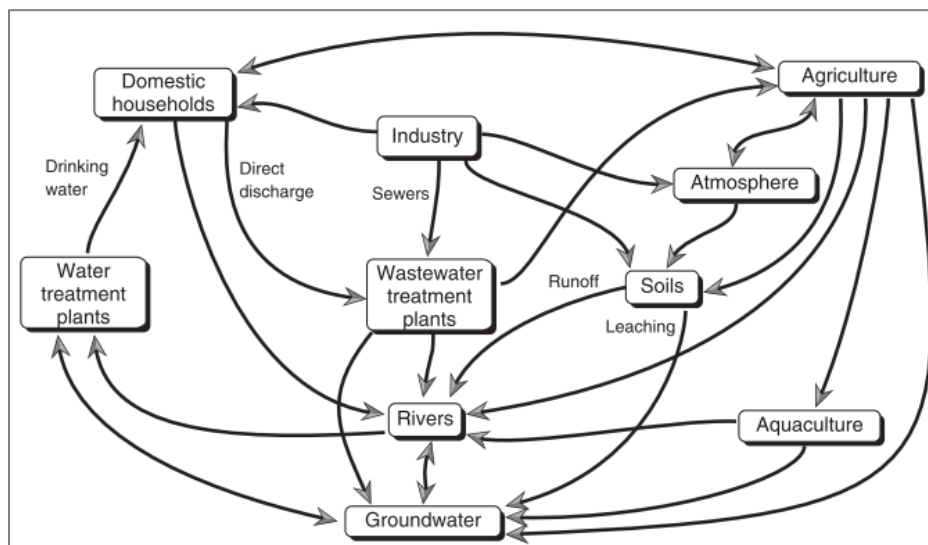 Domestic
households
Agriculture
Industry
Atmosphere
Drinking
water
Direct
discharge
Sewers
Water
treatment
plants
Wastewater
treatment
plants
Runoff
Soils
Leaching
Rivers
Aquaculture
Groundwater